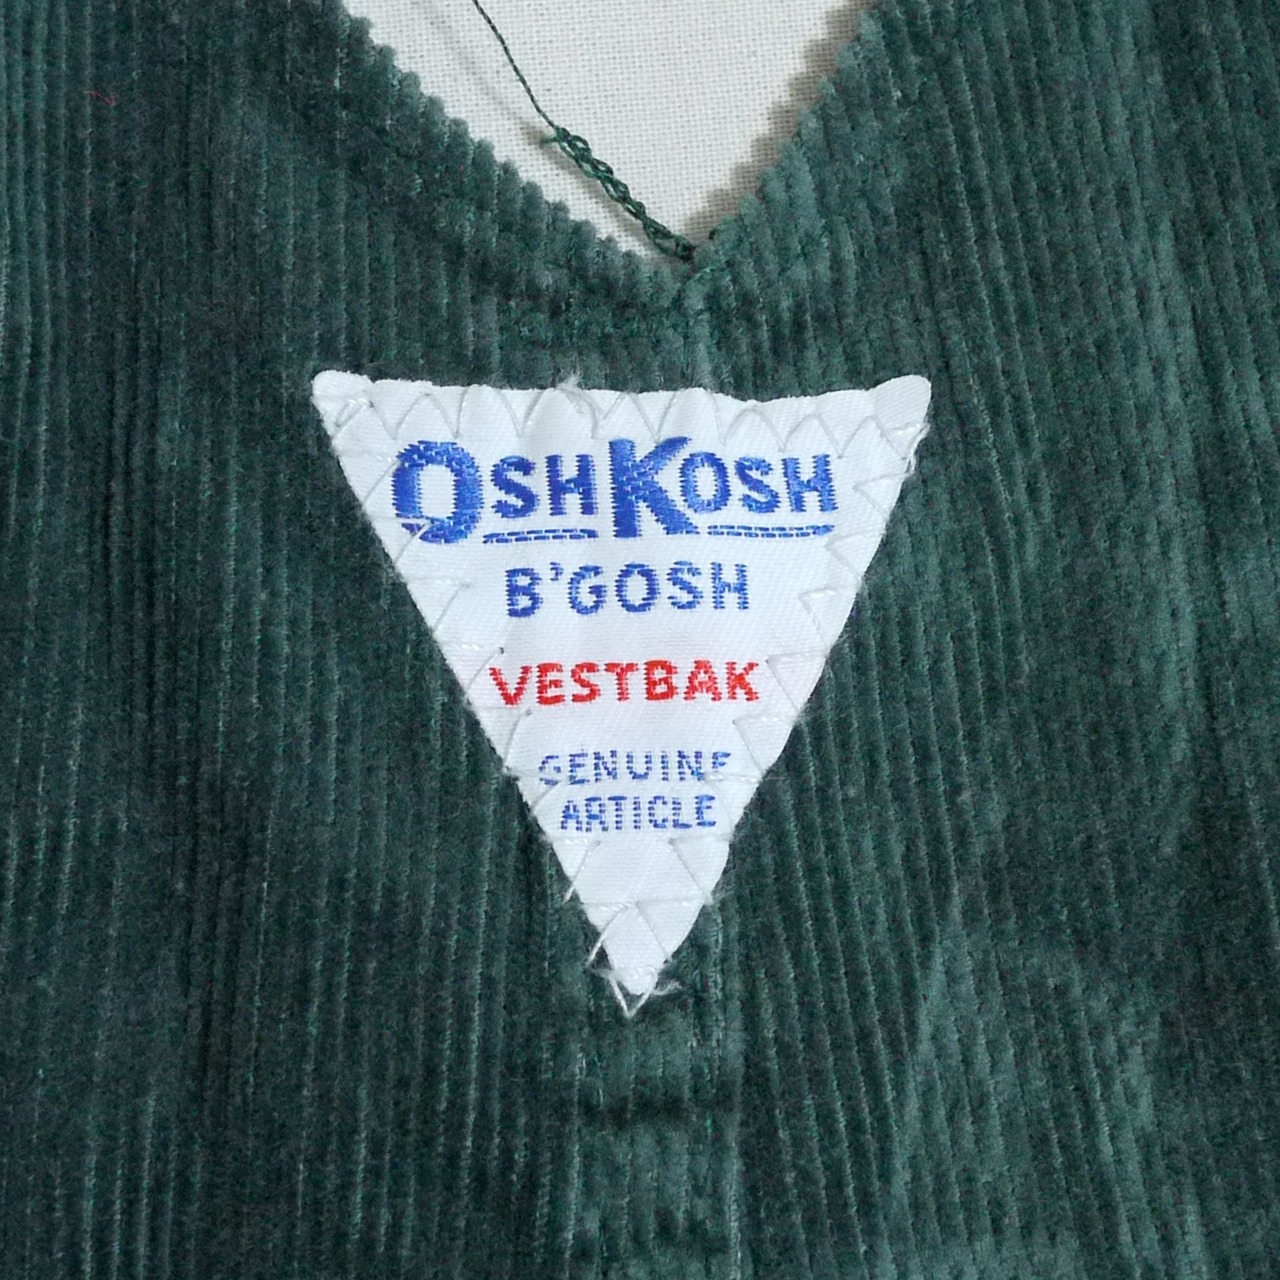 OSHKOSH
B'GOSH
VESTBAK
GENUINE
ARTICLE